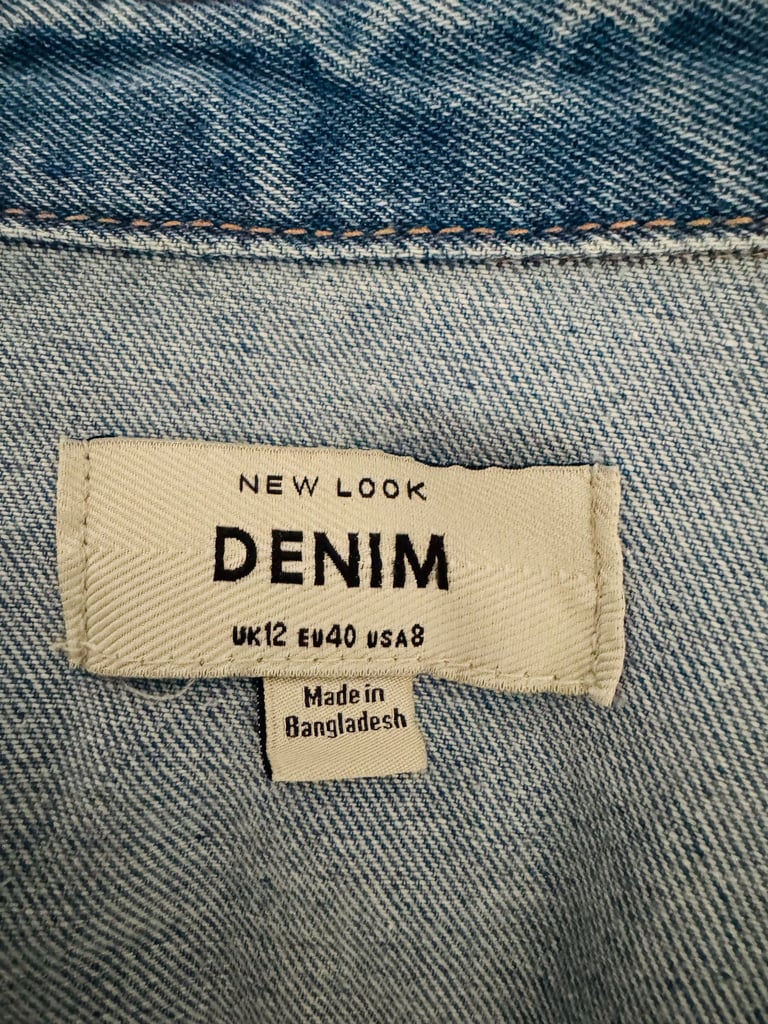 NEW LOOK
DENIM
UK12 EU40 USA8
Made in
Bangladesh